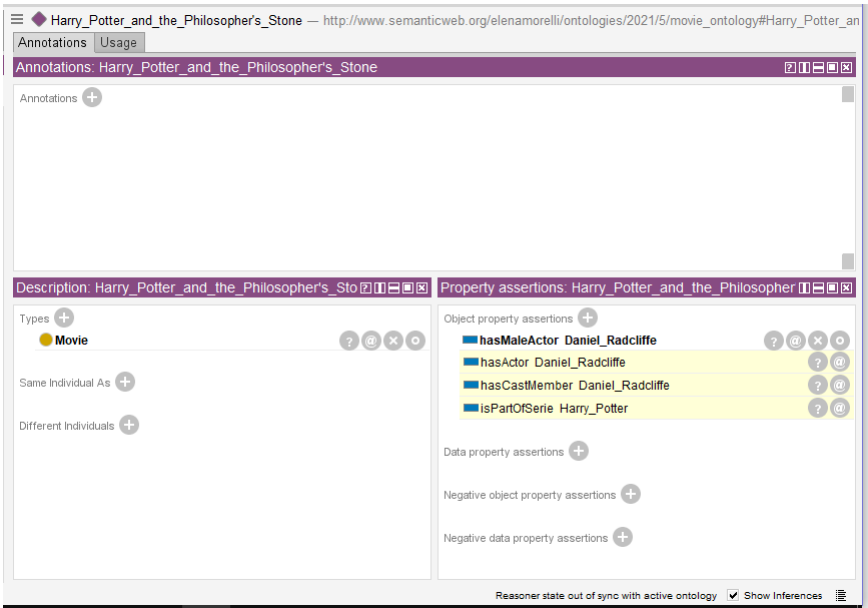 Harry_Potter_and_the_Philosopher's_Stone — http://www.semanticweb.org/elenamorelli/ontologies/2021/5/movie_ontology#Harry_Potter_an
Annotations Usage
Annotations: Harry_Potter_and_the_Philosopher's_Stone
Annotations
Description: Harry_Potter_and_the_Philosopher's_Sto
Types
Movie
Same Individual As
Different Individuals
Property assertions: Harry_Potter_and_the_Philosopher
Object property assertions
hasMaleActor Daniel_Radcliffe
hasActor Daniel_Radcliffe
hasCastMember Daniel_Radcliffe
isPartOfSerie Harry_Potter
Data property assertions
Negative object property assertions
Negative data property assertions
Reasoner state out of sync with active ontology Show Inferences